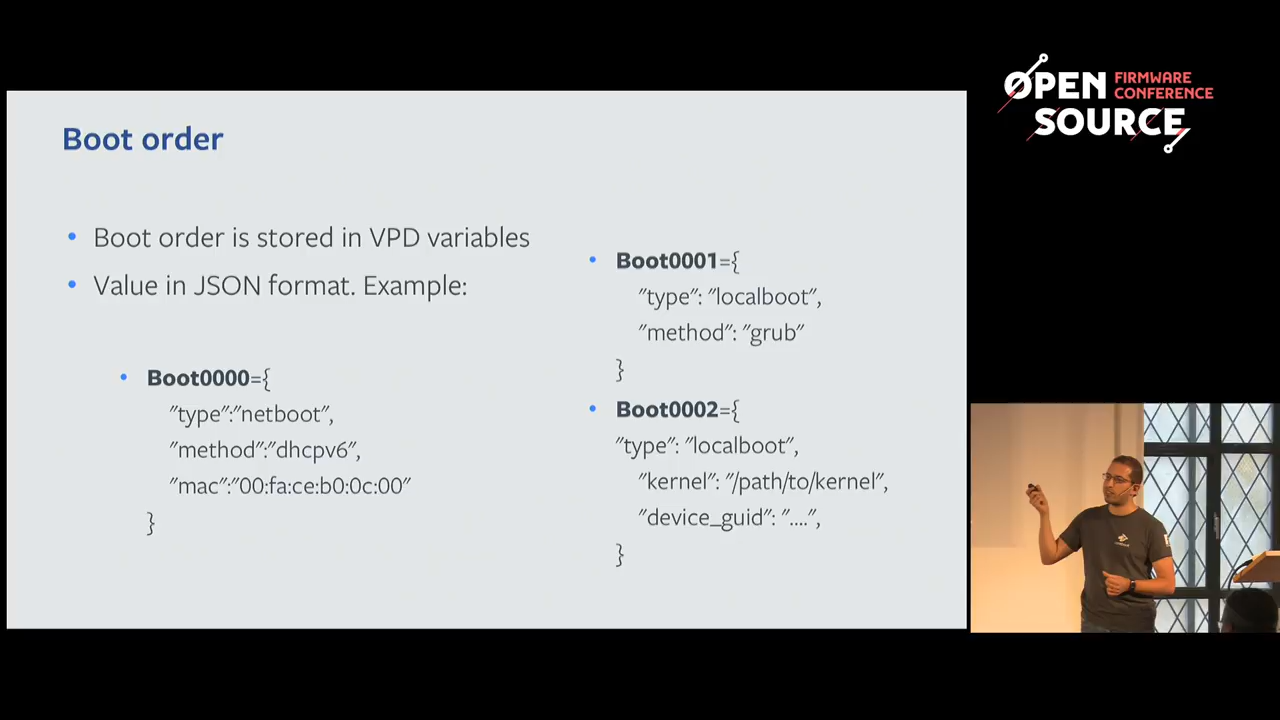 OPEN FIRMWARE
CONFERENCE
SOURCE
Boot order
• Boot order is stored in VPD variables
• Value in JSON format. Example:
• Boot0000={
"type":"netboot",
"method":"dhcpv6",
"mac":"00:fa:ce:b0:0c:00"
}
• Boot0001={
"type": "localboot",
"method": "grub"
}
• Boot0002={
"type": "localboot",
"kernel": "/path/to/kernel",
"device_guid": "....",
}